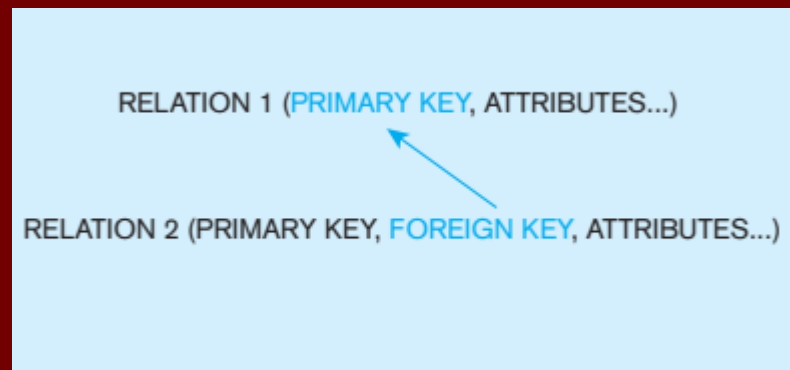 RELATION 1 (PRIMARY KEY, ATTRIBUTES...)
RELATION 2 (PRIMARY KEY, FOREIGN KEY, ATTRIBUTES...)